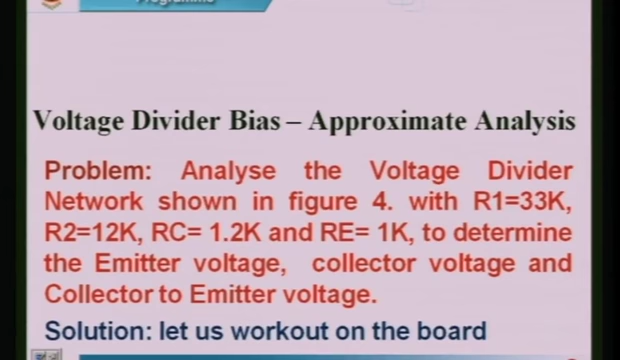 Programme
Voltage Divider Bias – Approximate Analysis
Problem: Analyse the Voltage Divider
Network shown in figure 4. with R1=33K,
R2=12K, RC= 1.2K and RE= 1K, to determine
the Emitter voltage, collector voltage and
Collector to Emitter voltage.
Solution: let us workout on the board